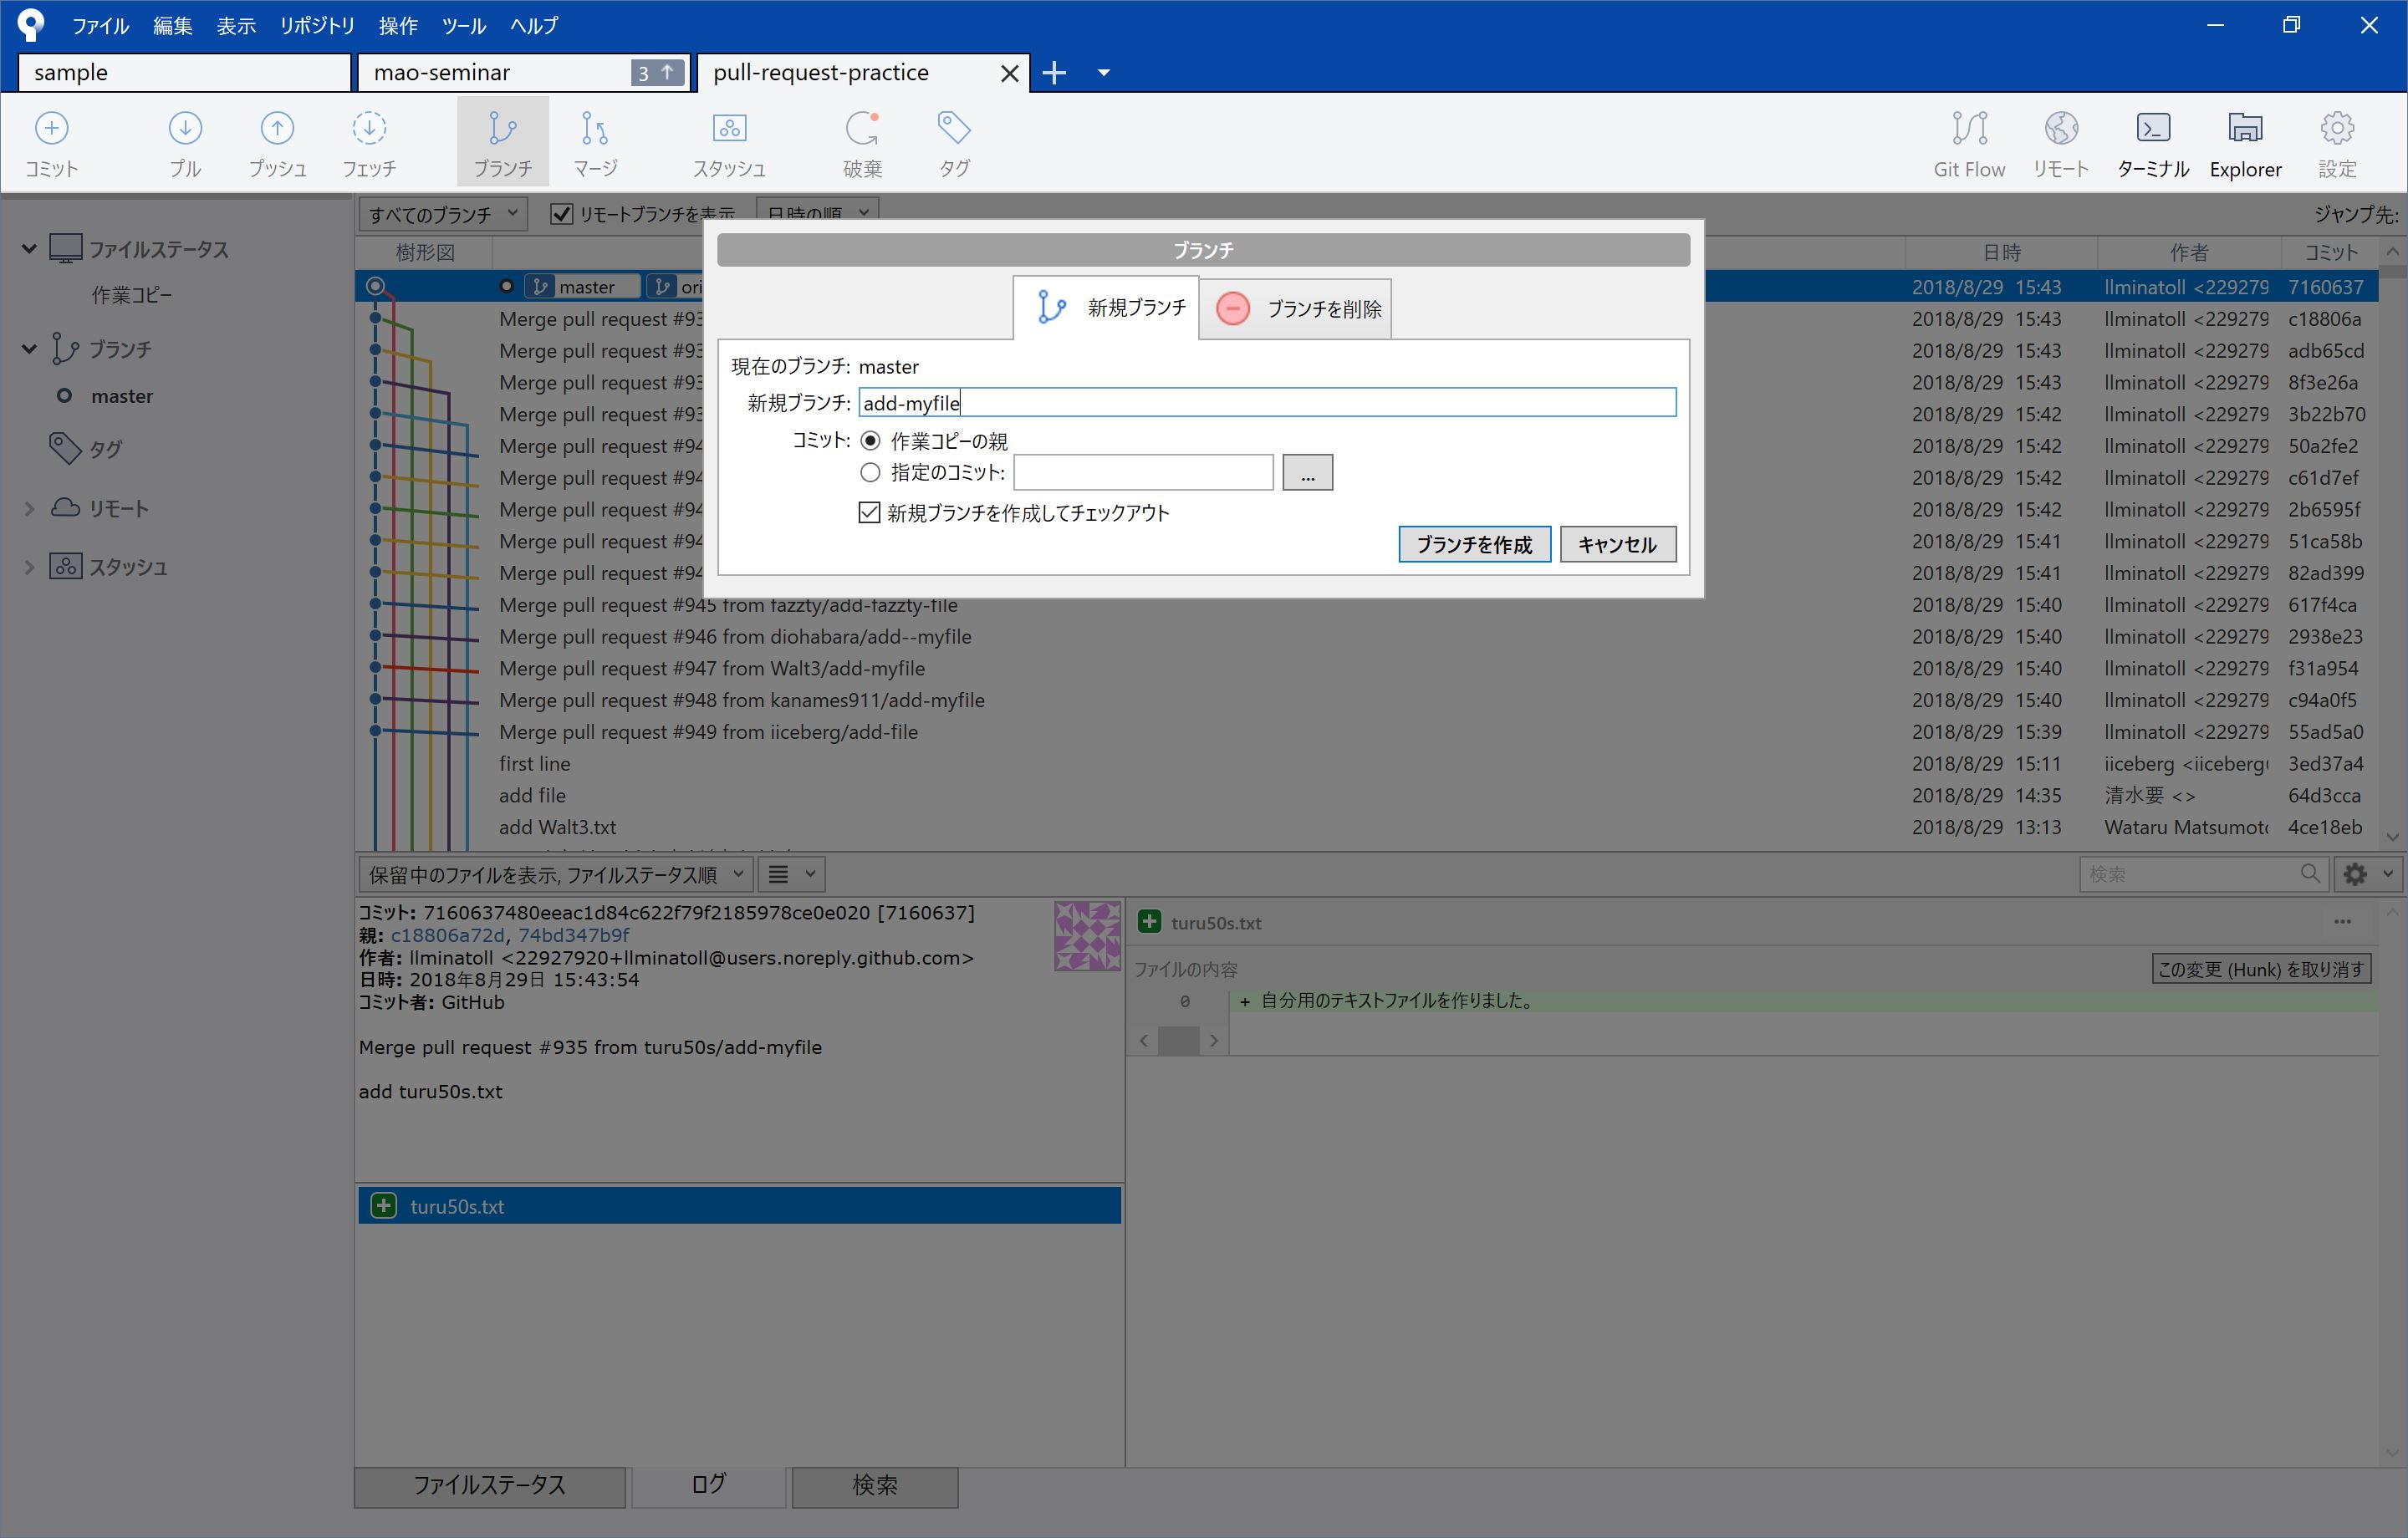 ファイル 編集 表示 リポジトリ 操作 ツール ヘルプ
sample mao-seminar 3 pull-request-practice
コミット プル プッシュ フェッチ ブランチ マージ スタッシュ 破棄 タグ Git Flow リモート ターミナル Explorer 設定
すべてのブランチ リモートブランチを表示 日時の順 ジャンプ先:
樹形図 日時 作者 コミット
ファイルステータス
作業コピー
ブランチ
master
タグ
リモート
スタッシュ
ブランチ
新規ブランチ ブランチを削除
現在のブランチ: master
新規ブランチ: add-myfile
コミット: 作業コピーの親
指定のコミット: ...
新規ブランチを作成してチェックアウト
ブランチを作成 キャンセル
master ori 2018/8/29 15:43 llminatoll <229279 7160637
Merge pull request #93 2018/8/29 15:43 llminatoll <229279 c18806a
Merge pull request #93 2018/8/29 15:43 llminatoll <229279 adb65cd
Merge pull request #93 2018/8/29 15:43 llminatoll <229279 8f3e26a
Merge pull request #93 2018/8/29 15:42 llminatoll <229279 3b22b70
Merge pull request #94 2018/8/29 15:42 llminatoll <229279 50a2fe2
Merge pull request #94 2018/8/29 15:42 llminatoll <229279 c61d7ef
Merge pull request #94 2018/8/29 15:42 llminatoll <229279 2b6595f
Merge pull request #94 2018/8/29 15:41 llminatoll <229279 51ca58b
Merge pull request #94 2018/8/29 15:41 llminatoll <229279 82ad399
Merge pull request #945 from fazzty/add-fazzty-file 2018/8/29 15:40 llminatoll <229279 617f4ca
Merge pull request #946 from diohabara/add--myfile 2018/8/29 15:40 llminatoll <229279 2938e23
Merge pull request #947 from Walt3/add-myfile 2018/8/29 15:40 llminatoll <229279 f31a954
Merge pull request #948 from kanames911/add-myfile 2018/8/29 15:40 llminatoll <229279 c94a0f5
Merge pull request #949 from iiceberg/add-file 2018/8/29 15:39 llminatoll <229279 55ad5a0
first line 2018/8/29 15:11 iiceberg <iiceberg 3ed37a4
add file 2018/8/29 14:35 清水要 <> 64d3cca
add Walt3.txt 2018/8/29 13:13 Wataru Matsumoto 4ce18eb
保留中のファイルを表示, ファイルステータス順 検索
コミット: 7160637480eeac1d84c622f79f2185978ce0e020 [7160637]
親: c18806a72d, 74bd347b9f
作者: llminatoll <22927920+llminatoll@users.noreply.github.com>
日時: 2018年8月29日 15:43:54
コミット者: GitHub
Merge pull request #935 from turu50s/add-myfile
add turu50s.txt
turu50s.txt
turu50s.txt
ファイルの内容 この変更 (Hunk) を取り消す
0 + 自分用のテキストファイルを作りました。
ファイルステータス ログ 検索